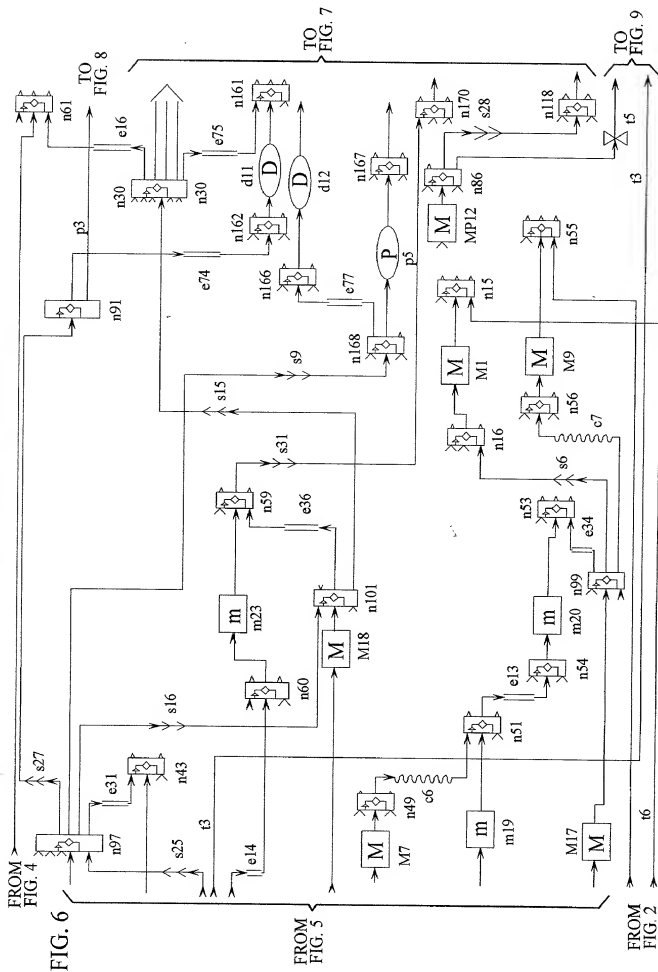 FROM
FIG. 4
FIG. 6
n97
s27
e31
n43
s25
t3
e14
FROM
FIG. 5
s16
n60
m
m23
n59
s31
e36
n101
M
M18
s15
s9
n91
p3
e74
n61
TO
FIG. 8
e16
n30
n30
e75
n161
D
d11
n162
D
d12
n166
e77
n168
P
p5
n167
TO
FIG. 7
n170
s28
n118
n86
M
MP12
t5
TO
FIG. 9
t3
n55
n15
M
M1
M
M9
n56
c7
n16
s6
n53
e34
n99
m
m20
n54
e13
n51
c6
n49
M
M7
m
m19
M17
M
t6
FROM
FIG. 2